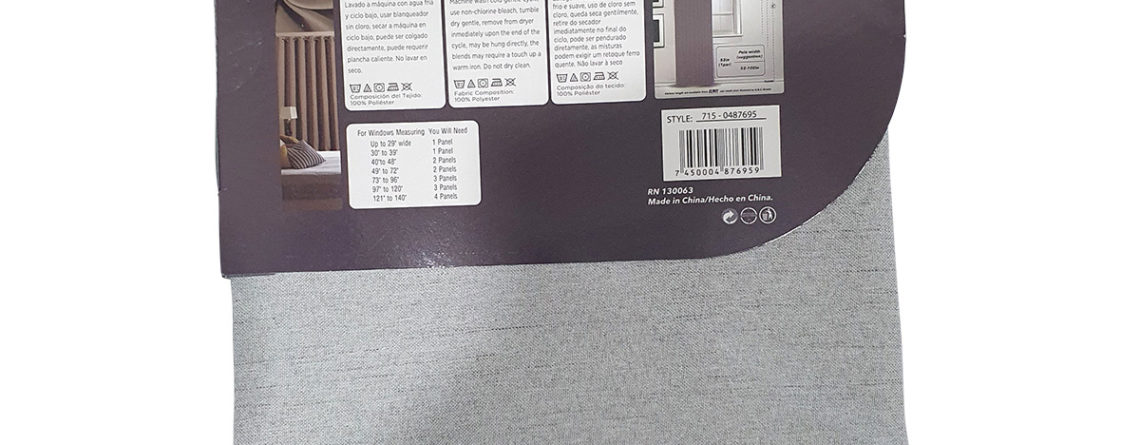 Lavado a máquina con agua fria
y ciclo bajo, usar blanqueador
sin cloro, secar a máquina en
ciclo bajo, puede ser colgado
directamente, puede requerir
plancha caliente. No lavar en
seco.
Composición del Tejido:
100% Poliéster
Machine wash cold gentle cycle,
use non-chlorine bleach, tumble
dry gentle, remove from dryer
immediately upon the end of the
cycle, may be hung directly, the
blends may require a touch up a
warm iron. Do not dry clean.
Fabric Composition:
100% Polyester
frio e suave, uso de cloro sem
cloro, queda seca gentilmente,
retire do secador
imediatamente no final do
ciclo, pode ser pendurado
diretamente, as misturas
podem exigir um retoque ferro
quente. Não lavar à seco
Composição do tecido:
100% Poliéster
For Windows Measuring You Will Need
Up to 29" wide 1 Panel
30" to 39" 1 Panel
40"to 48" 2 Panels
49" to 72" 2 Panels
73" to 96" 3 Panels
97" to 120" 3 Panels
121" to 140" 4 Panels
Pole width
STYLE: 715 - 0487695
7 450004 876959
RN 130063
Made in China/Hecho en China.